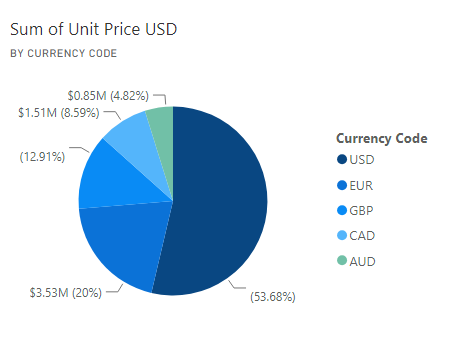 Sum of Unit Price USD
BY CURRENCY CODE
$0.85M (4.82%)
$1.51M (8.59%)
(12.91%)
$3.53M (20%)
(53.68%)
Currency Code
USD
EUR
GBP
CAD
AUD